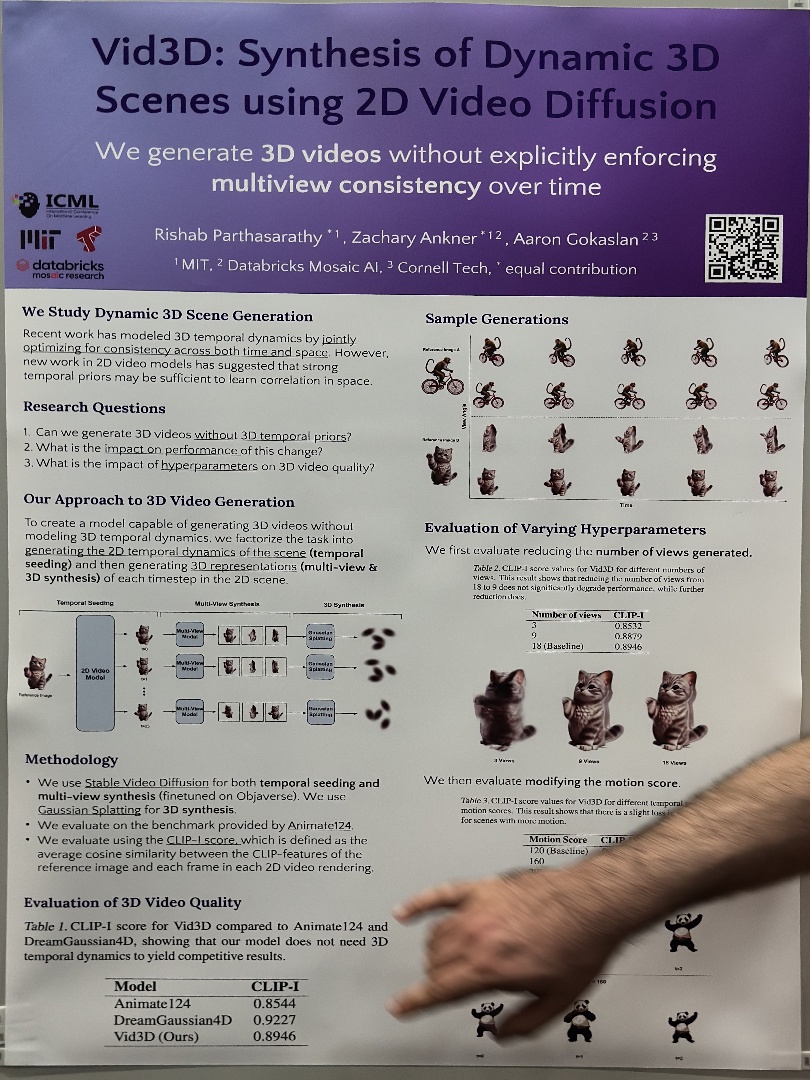 Vid3D: Synthesis of Dynamic 3D
Scenes using 2D Video Diffusion
We generate 3D videos without explicitly enforcing
multiview consistency over time
ICML
International Conference
On Machine Learning
MIT
databricks
mosaic research
Rishab Parthasarathy *1, Zachary Ankner *12, Aaron Gokaslan 2 3
1 MIT, 2 Databricks Mosaic AI, 3 Cornell Tech, * equal contribution
We Study Dynamic 3D Scene Generation
Recent work has modeled 3D temporal dynamics by jointly
optimizing for consistency across both time and space. However,
new work in 2D video models has suggested that strong
temporal priors may be sufficient to learn correlation in space.
Research Questions
1. Can we generate 3D videos without 3D temporal priors?
2. What is the impact on performance of this change?
3. What is the impact of hyperparameters on 3D video quality?
Our Approach to 3D Video Generation
To create a model capable of generating 3D videos without
modeling 3D temporal dynamics, we factorize the task into
generating the 2D temporal dynamics of the scene (temporal
seeding) and then generating 3D representations (multi-view &
3D synthesis) of each timestep in the 2D scene.
Temporal Seeding
Multi-View Synthesis
3D Synthesis
Reference Image
2D Video
Model
Multi-View
Model
Gaussian
Splatting
Multi-View
Model
Gaussian
Splatting
Multi-View
Model
Gaussian
Splatting
Methodology
• We use Stable Video Diffusion for both temporal seeding and
multi-view synthesis (finetuned on Objaverse). We use
Gaussian Splatting for 3D synthesis.
• We evaluate on the benchmark provided by Animate124.
• We evaluate using the CLIP-I score, which is defined as the
average cosine similarity between the CLIP-features of the
reference image and each frame in each 2D video rendering.
Evaluation of 3D Video Quality
Table 1. CLIP-I score for Vid3D compared to Animate124 and
DreamGaussian4D, showing that our model does not need 3D
temporal dynamics to yield competitive results.
Model CLIP-I
Animate124 0.8544
DreamGaussian4D 0.9227
Vid3D (Ours) 0.8946
Sample Generations
Reference Image A
Reference Image B
View Angle
Time
Evaluation of Varying Hyperparameters
We first evaluate reducing the number of views generated.
Table 2. CLIP-I score values for Vid3D for different numbers of
views. This result shows that reducing the number of views from
18 to 9 does not significantly degrade performance, while further
reduction does.
Number of views CLIP-I
3 0.8532
9 0.8879
18 (Baseline) 0.8946
3 Views
9 Views
18 Views
We then evaluate modifying the motion score.
Table 3. CLIP-I score values for Vid3D for different temporal
motion scores. This result shows that there is a slight loss
for scenes with more motion.
Motion Score
120 (Baseline)
160